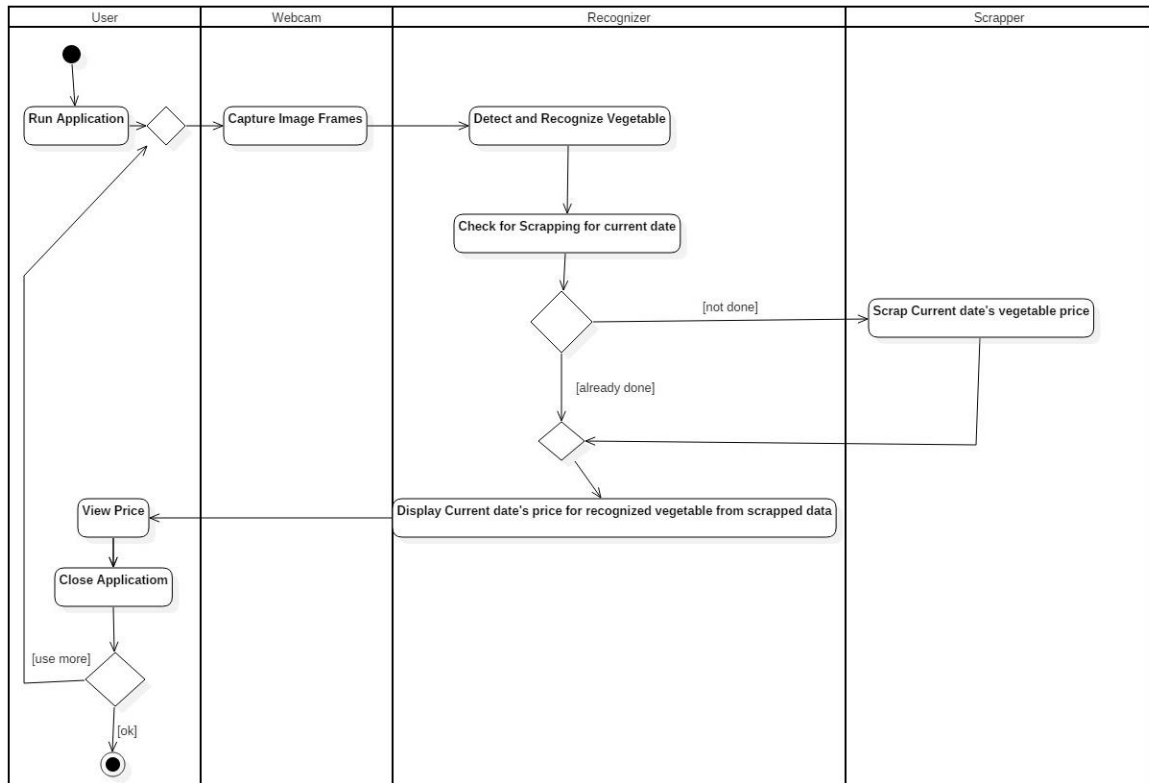 User
Webcam
Recognizer
Scrapper
Run Application
Capture Image Frames
Detect and Recognize Vegetable
Check for Scrapping for current date
[not done]
Scrap Current date's vegetable price
[already done]
Display Current date's price for recognized vegetable from scrapped data
View Price
Close Applicatiom
[use more]
[ok]